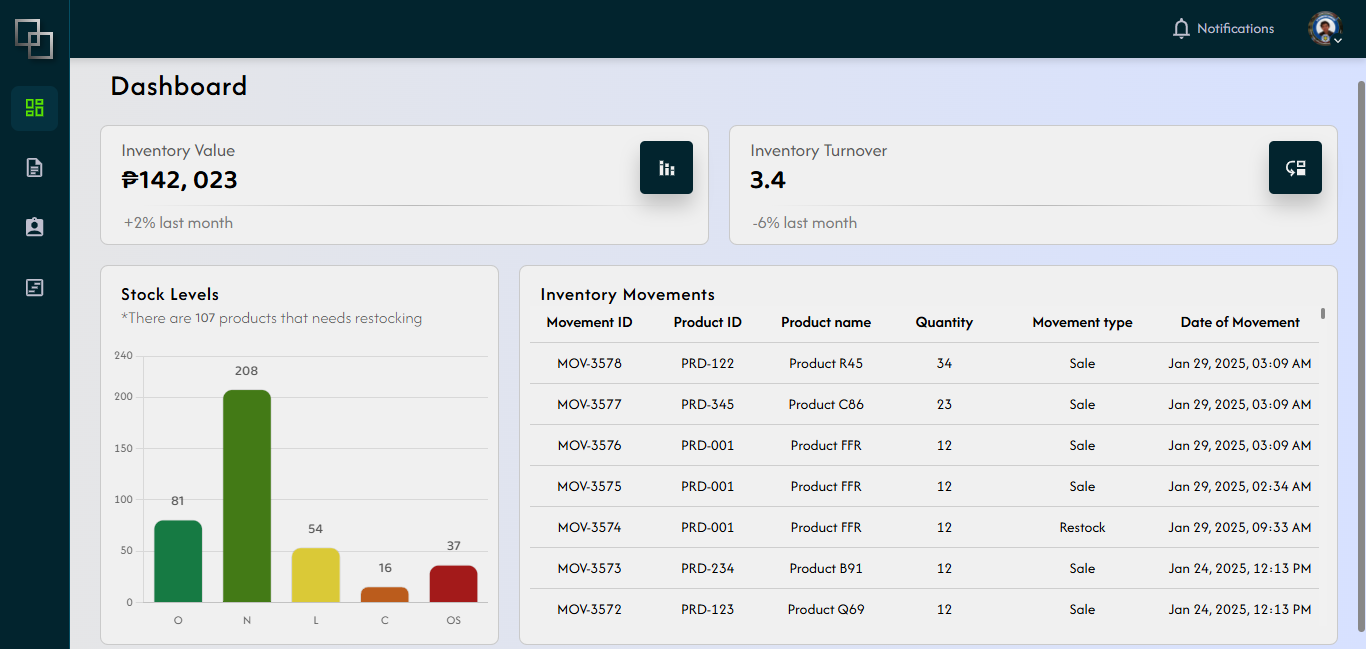 Notifications
Dashboard
Inventory Value
₱142, 023
+2% last month
Inventory Turnover
3.4
-6% last month
Stock Levels
*There are 107 products that needs restocking
240
200
150
100
50
0
81
208
54
16
37
O N L C OS
Inventory Movements
Movement ID Product ID Product name Quantity Movement type Date of Movement
MOV-3578 PRD-122 Product R45 34 Sale Jan 29, 2025, 03:09 AM
MOV-3577 PRD-345 Product C86 23 Sale Jan 29, 2025, 03:09 AM
MOV-3576 PRD-001 Product FFR 12 Sale Jan 29, 2025, 03:09 AM
MOV-3575 PRD-001 Product FFR 12 Sale Jan 29, 2025, 02:34 AM
MOV-3574 PRD-001 Product FFR 12 Restock Jan 29, 2025, 09:33 AM
MOV-3573 PRD-234 Product B91 12 Sale Jan 24, 2025, 12:13 PM
MOV-3572 PRD-123 Product Q69 12 Sale Jan 24, 2025, 12:13 PM